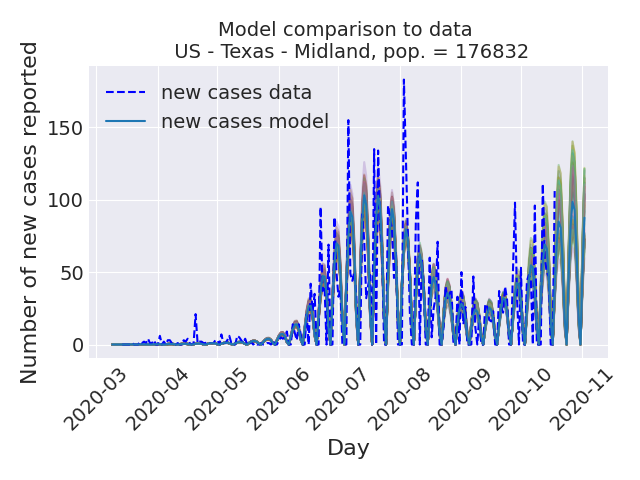 Model comparison to data
US - Texas - Midland, pop. = 176832
Number of new cases reported
new cases data
new cases model
150
100
50
0
2020-03
2020-04
2020-05
2020-06
2020-07
2020-08
2020-09
2020-10
2020-11
Day